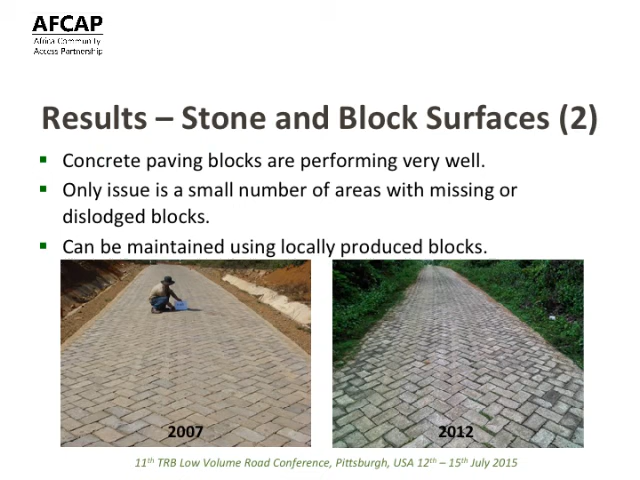 AFCAP
Africa Community
Access Partnership
Results – Stone and Block Surfaces (2)
▪ Concrete paving blocks are performing very well.
▪ Only issue is a small number of areas with missing or
dislodged blocks.
▪ Can be maintained using locally produced blocks.
2007
2012
11th TRB Low Volume Road Conference, Pittsburgh, USA 12th – 15th July 2015